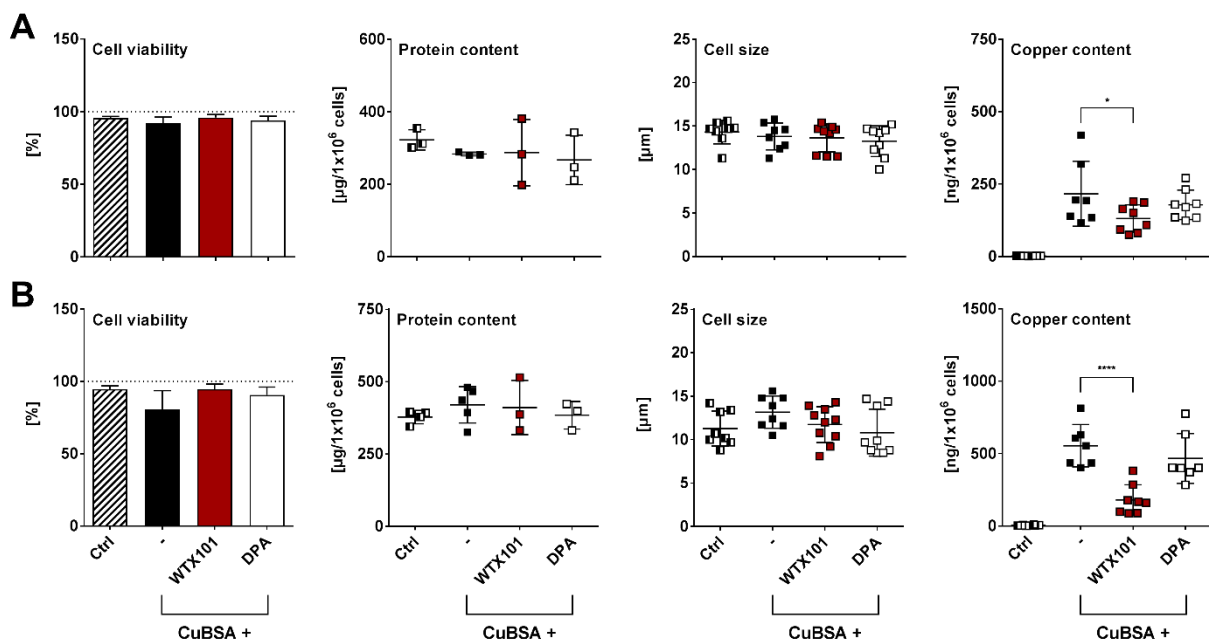 A
Cell viability
[%]
150
100
50
0
Protein content
[µg/1x10⁶ cells]
600
400
200
0
Cell size
[µm]
25
20
15
10
5
0
Copper content
[ng/1x10⁶ cells]
750
500
250
0
*
B
Cell viability
[%]
150
100
50
0
Ctrl
-
WTX101
DPA
CuBSA +
Protein content
[µg/1x10⁶ cells]
750
500
250
0
Ctrl
-
WTX101
DPA
CuBSA +
Cell size
[µm]
25
20
15
10
5
0
Ctrl
-
WTX101
DPA
CuBSA +
Copper content
[ng/1x10⁶ cells]
1500
1000
500
0
****
Ctrl
-
WTX101
DPA
CuBSA +